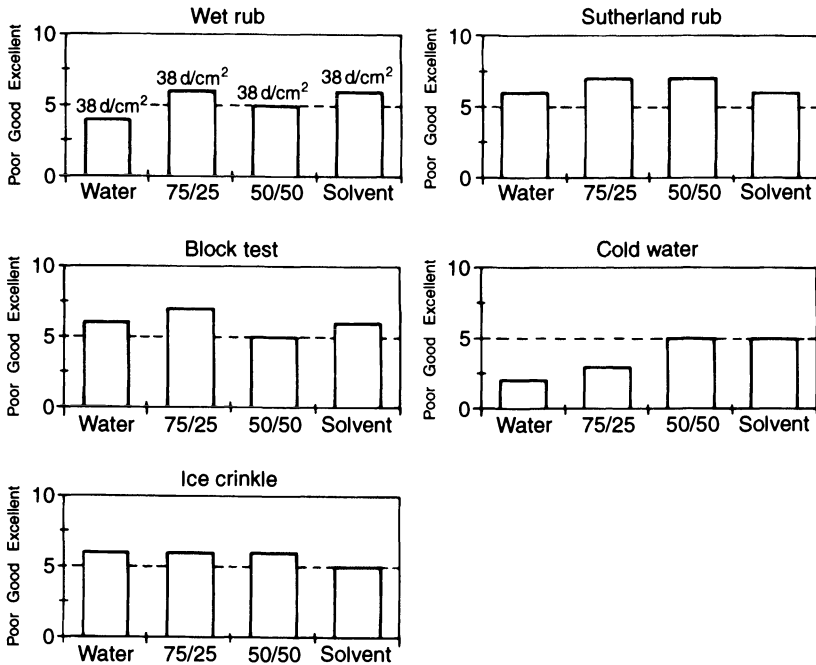 Wet rub
10
5
0
Poor Good Excellent
38 d/cm²
38 d/cm²
38 d/cm²
38 d/cm²
Water 75/25 50/50 Solvent
Sutherland rub
10
5
0
Poor Good Excellent
Water 75/25 50/50 Solvent
Block test
10
5
0
Poor Good Excellent
Water 75/25 50/50 Solvent
Cold water
10
5
0
Poor Good Excellent
Water 75/25 50/50 Solvent
Ice crinkle
10
5
0
Poor Good Excellent
Water 75/25 50/50 Solvent